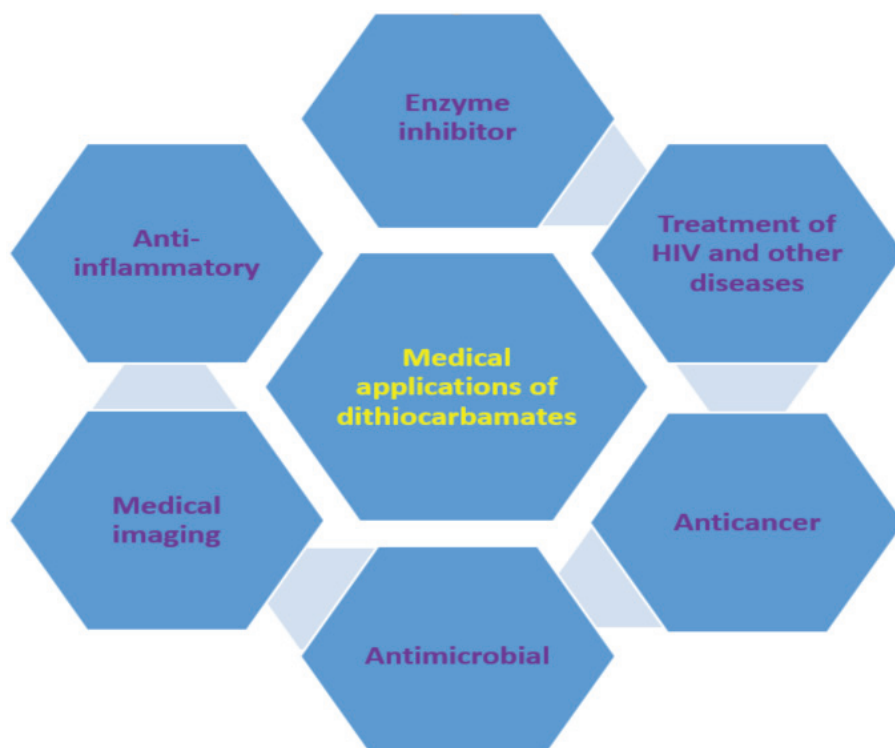 Enzyme
inhibitor
Treatment of
HIV and other
diseases
Anticancer
Antimicrobial
Medical
imaging
Anti-
inflammatory
Medical
applications of
dithiocarbamates